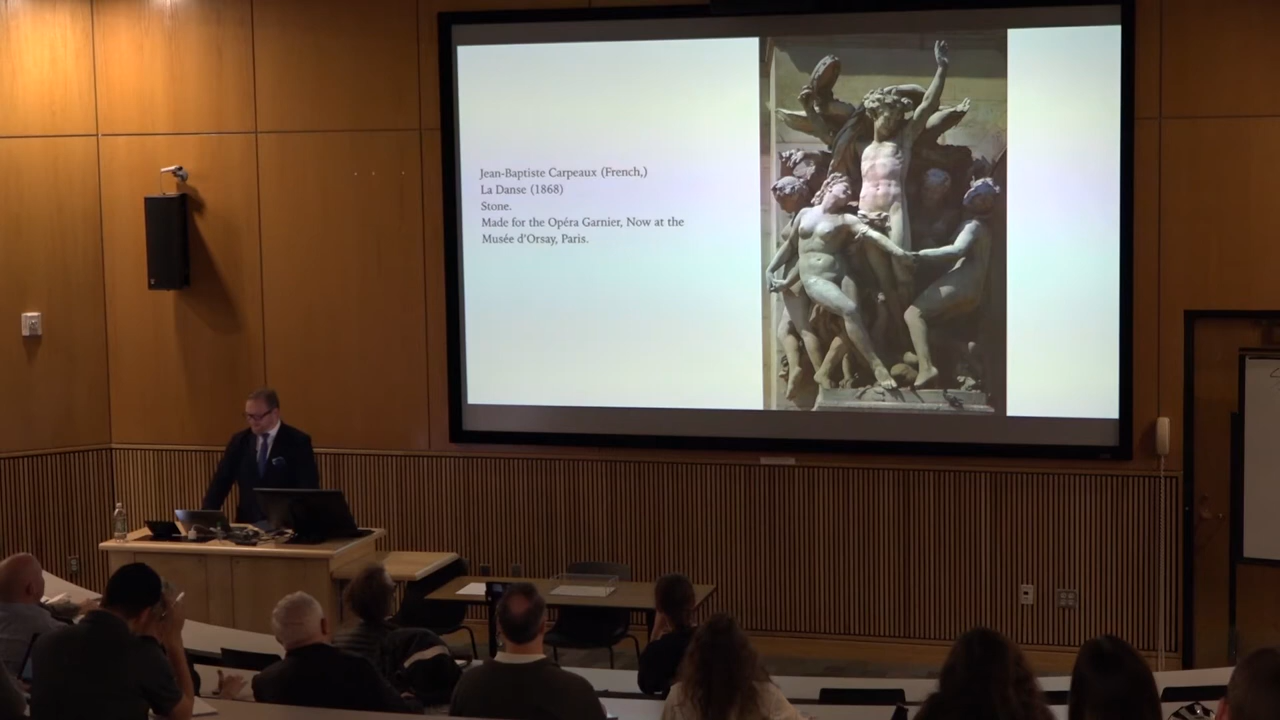 Jean-Baptiste Carpeaux (French,)
La Danse (1868)
Stone.
Made for the Opéra Garnier, Now at the
Musée d'Orsay, Paris.